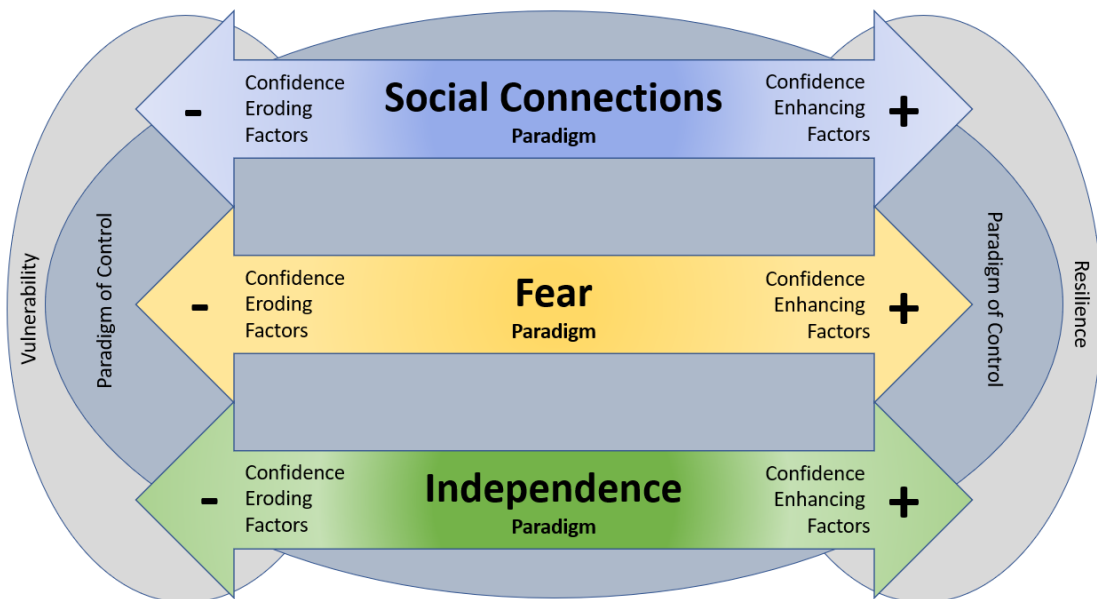 Confidence
Eroding
Factors
-
Social Connections
Paradigm
Confidence
Enhancing
Factors
+
Vulnerability
Paradigm of Control
Confidence
Eroding
Factors
-
Fear
Paradigm
Confidence
Enhancing
Factors
+
Paradigm of Control
Resilience
Confidence
Eroding
Factors
-
Independence
Paradigm
Confidence
Enhancing
Factors
+